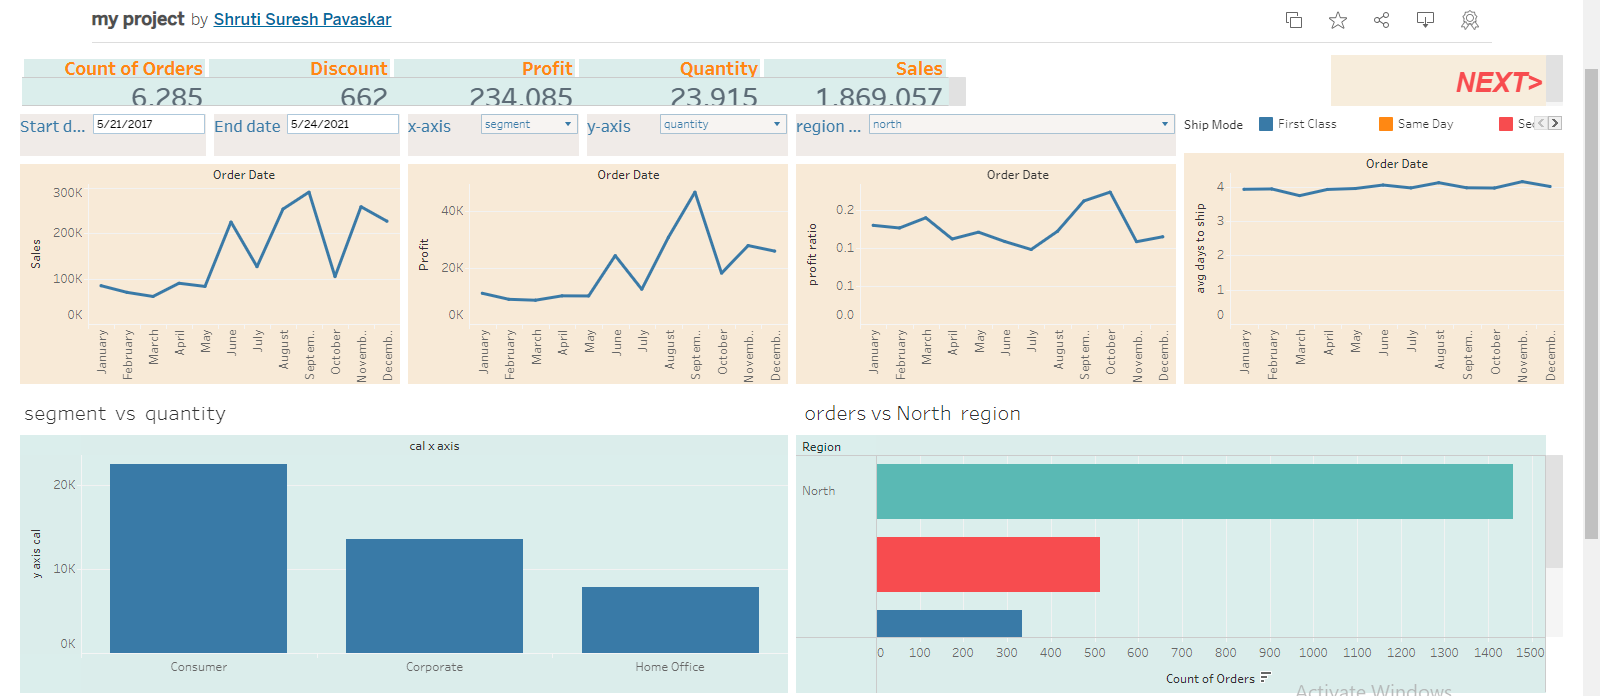 my project by Shruti Suresh Pavaskar
Count of Orders Discount Profit Quantity Sales
6,285 662 234,085 23,915 1,869,057
NEXT>
Start d... 5/21/2017 End date 5/24/2021 x-axis segment y-axis quantity region ... north Ship Mode First Class Same Day Se
Order Date
Sales
300K
200K
100K
0K
January February March April May June July August Septem.. October Novemb.. Decemb..
Order Date
Profit
40K
20K
0K
January February March April May June July August Septem.. October Novemb.. Decemb..
Order Date
profit ratio
0.2
0.1
0.1
0.0
January February March April May June July August Septem.. October Novemb.. Decemb..
Order Date
avg days to ship
4
3
2
1
0
January February March April May June July August Septem.. October Novemb.. Decemb..
segment vs quantity
cal x axis
y axis cal
20K
10K
0K
Consumer Corporate Home Office
orders vs North region
Region
North
0 100 200 300 400 500 600 700 800 900 1000 1100 1200 1300 1400 1500
Count of Orders
Activate Windows